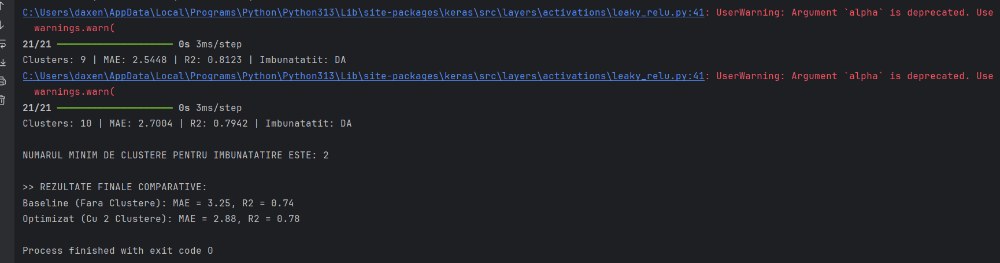 C:\Users\daxen\AppData\Local\Programs\Python\Python313\Lib\site-packages\keras\src\layers\activations\leaky_relu.py:41: UserWarning: Argument `alpha` is deprecated. Use
  warnings.warn(
21/21 ━━━━━━━━━━━━━━━━━━━━ 0s 3ms/step
Clusters: 9 | MAE: 2.5448 | R2: 0.8123 | Imbunatatit: DA
C:\Users\daxen\AppData\Local\Programs\Python\Python313\Lib\site-packages\keras\src\layers\activations\leaky_relu.py:41: UserWarning: Argument `alpha` is deprecated. Use
  warnings.warn(
21/21 ━━━━━━━━━━━━━━━━━━━━ 0s 3ms/step
Clusters: 10 | MAE: 2.7004 | R2: 0.7942 | Imbunatatit: DA
NUMARUL MINIM DE CLUSTERE PENTRU IMBUNATATIRE ESTE: 2
>> REZULTATE FINALE COMPARATIVE:
Baseline (Fara Clustere): MAE = 3.25, R2 = 0.74
Optimizat (Cu 2 Clustere): MAE = 2.88, R2 = 0.78
Process finished with exit code 0